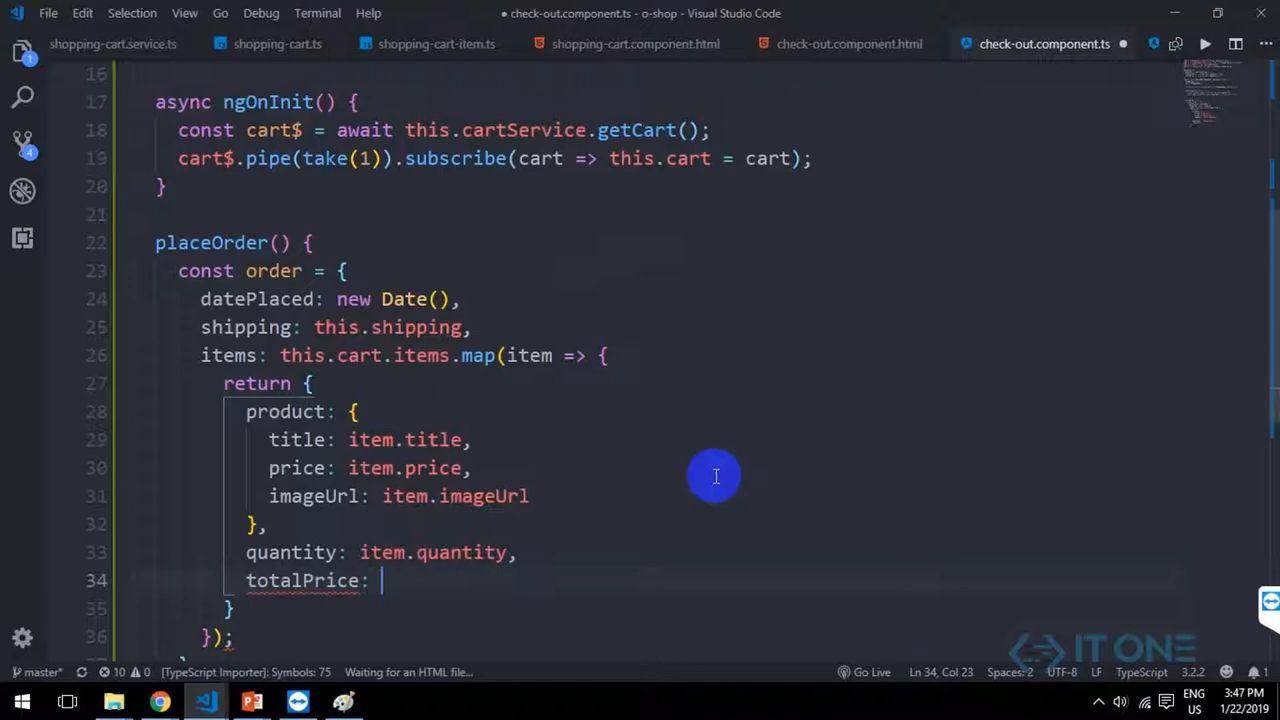 File Edit Selection View Go Debug Terminal Help ● check-out.component.ts - o-shop - Visual Studio Code
shopping-cart.service.ts shopping-cart.ts shopping-cart-item.ts shopping-cart.component.html check-out.component.html check-out.component.ts
16
17 async ngOnInit() {
18 const cart$ = await this.cartService.getCart();
19 cart$.pipe(take(1)).subscribe(cart => this.cart = cart);
20 }
21
22 placeOrder() {
23 const order = {
24 datePlaced: new Date(),
25 shipping: this.shipping,
26 items: this.cart.items.map(item => {
27 return {
28 product: {
29 title: item.title,
30 price: item.price,
31 imageUrl: item.imageUrl
32 },
33 quantity: item.quantity,
34 totalPrice:
35 }
36 });
IT ONE
master* 10 0 [TypeScript Importer]: Symbols: 75 Waiting for an HTML file... Go Live Ln 34, Col 23 Spaces: 2 UTF-8 LF TypeScript 3.2.2 1
ENG 3:47 PM
US 1/22/2019
1
4